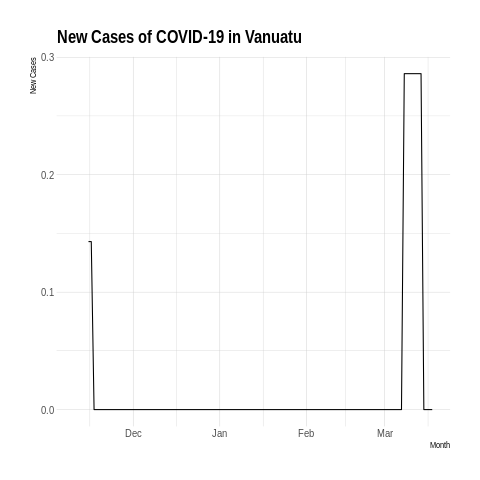 New Cases of COVID-19 in Vanuatu
New Cases
0.3
0.2
0.1
0.0
Dec Jan Feb Mar
Month